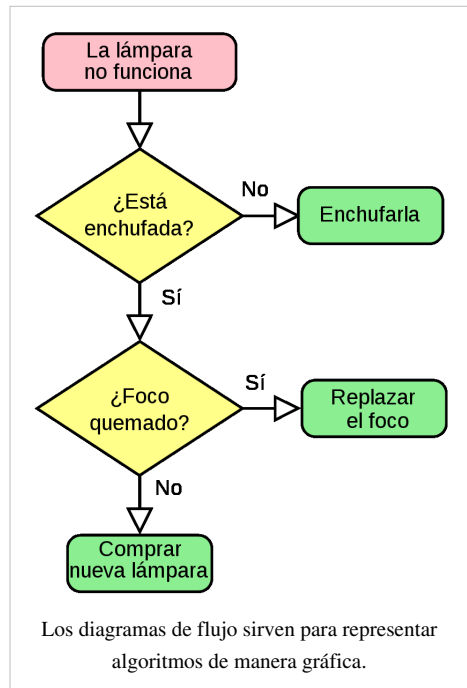 La lámpara
no funciona
¿Está
enchufada?
No
Enchufarla
Sí
¿Foco
quemado?
Sí
Replazar
el foco
No
Comprar
nueva lámpara
Los diagramas de flujo sirven para representar
algoritmos de manera gráfica.